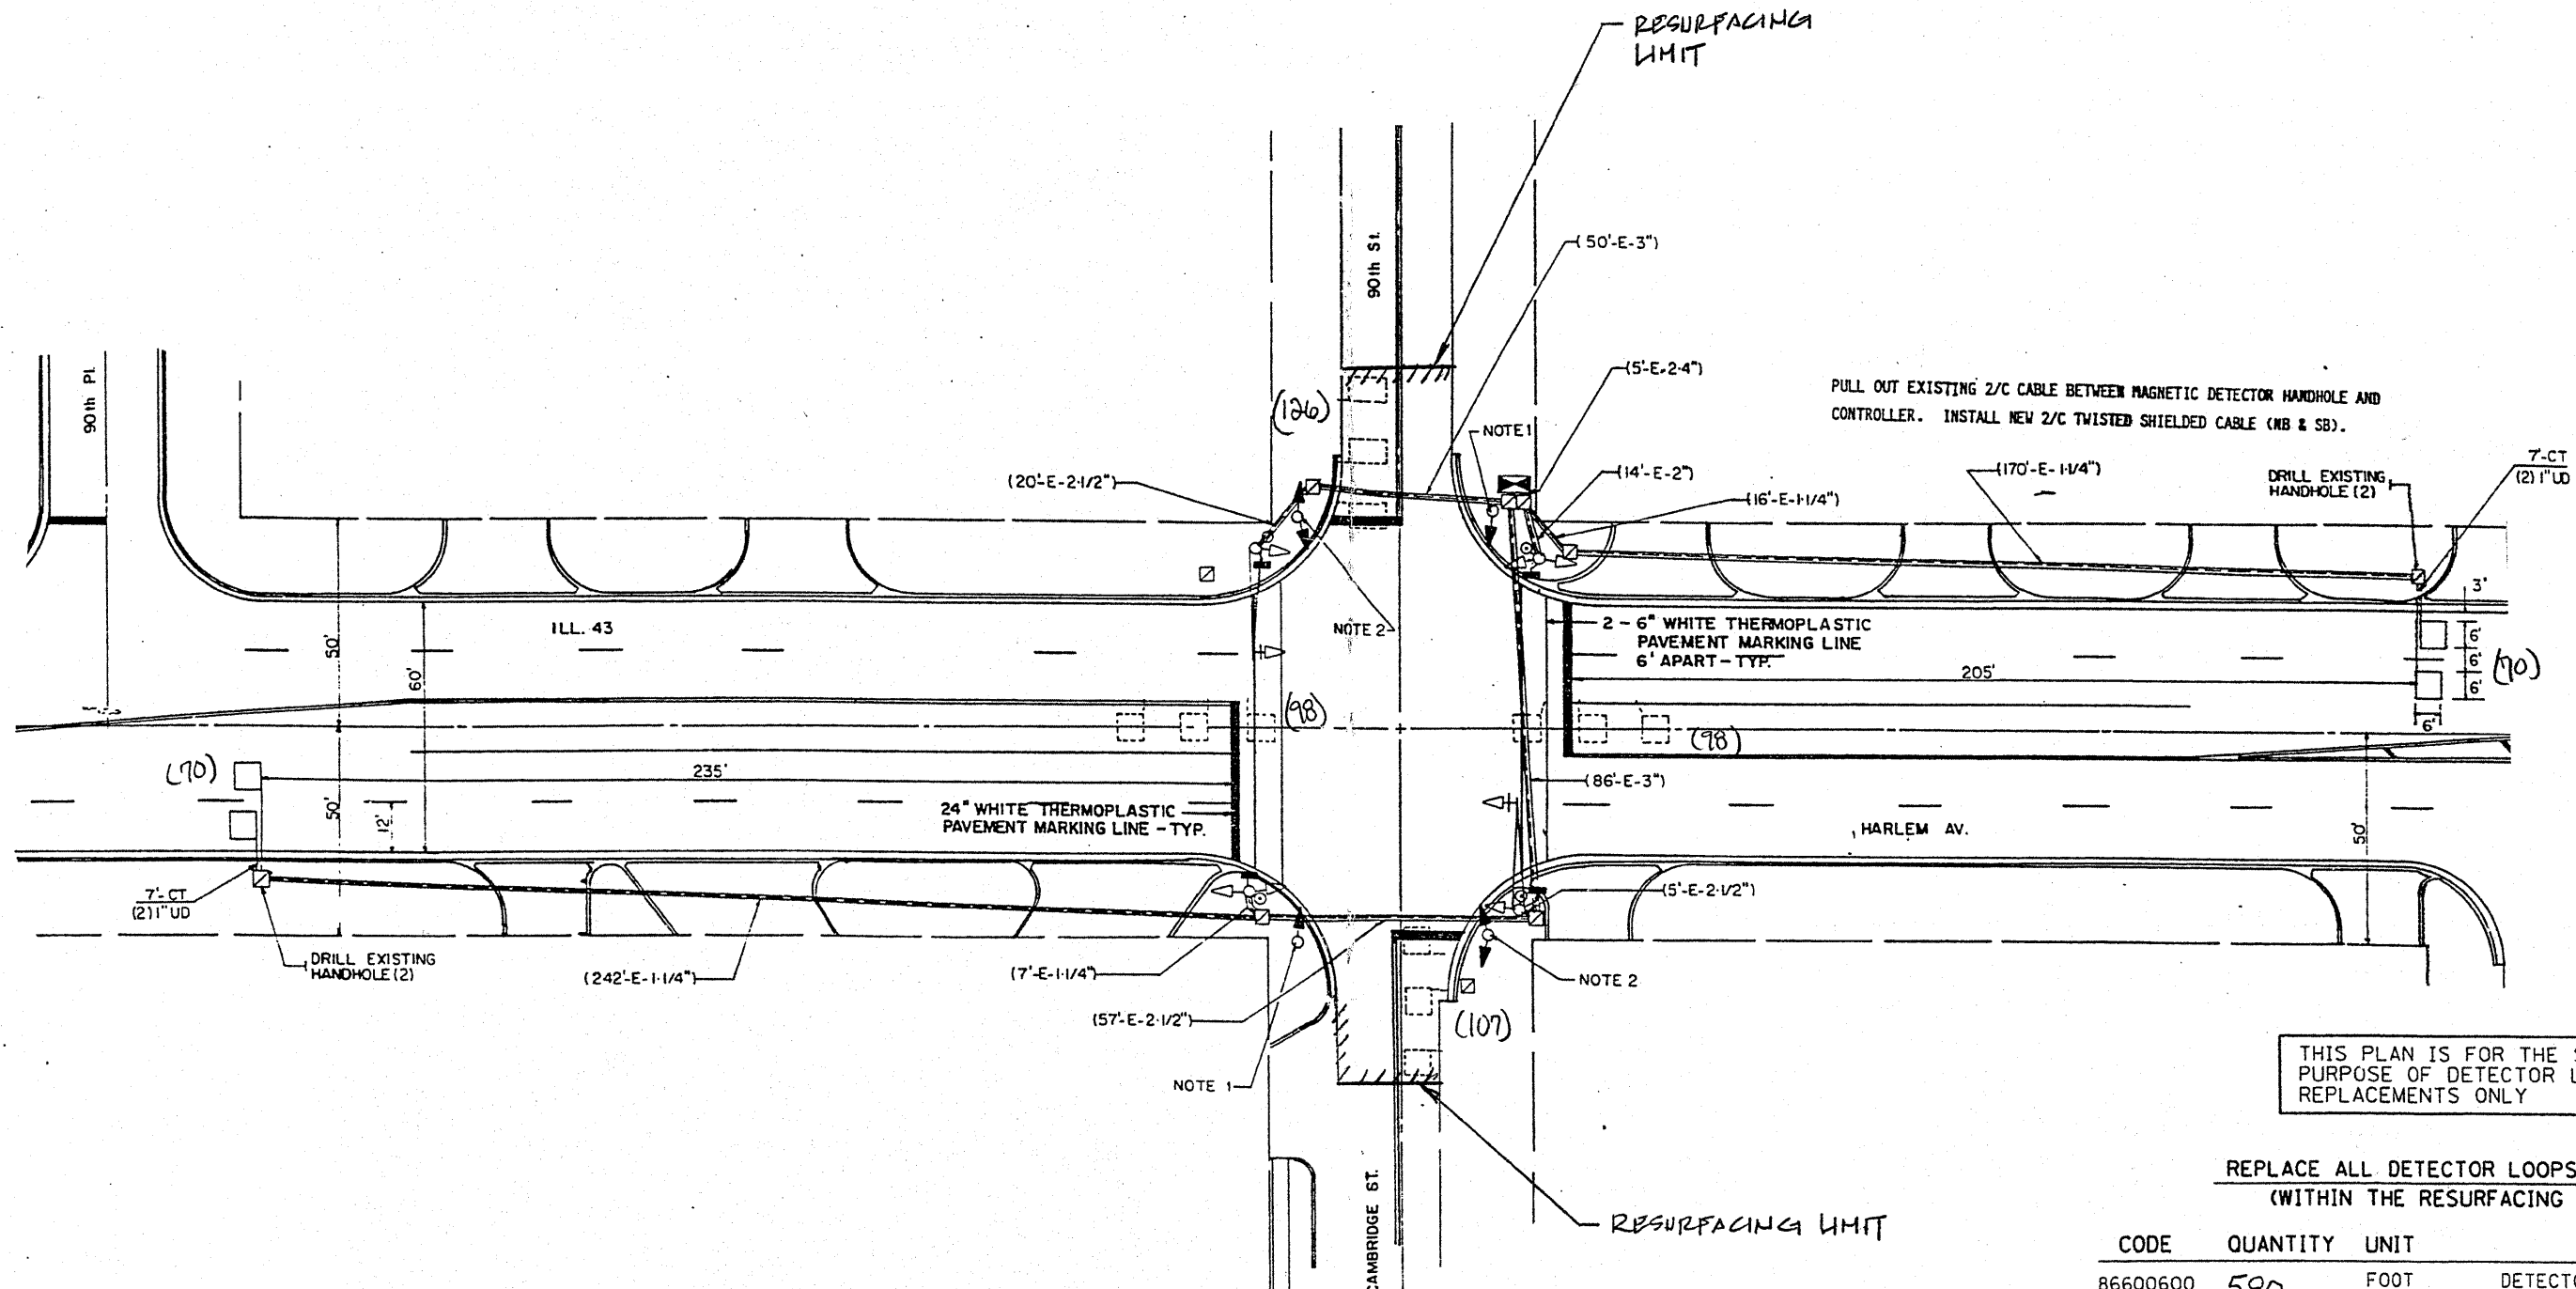 RESURFACING
LIMIT
90th St.
(50'-E-3")
90th Pl.
(5'-E-2-4")
(126)
NOTE 1
PULL OUT EXISTING 2/C CABLE BETWEEN MAGNETIC DETECTOR HANDHOLE AND
CONTROLLER. INSTALL NEW 2/C TWISTED SHIELDED CABLE (NB & SB).
(20'-E-2-1/2")
(14'-E-2")
(16'-E-1-1/4")
(170'-E-1-1/4")
DRILL EXISTING
HANDHOLE (2)
7'-CT
(2) 1" UD
ILL. 43
NOTE 2
2 - 6" WHITE THERMOPLASTIC
PAVEMENT MARKING LINE
6' APART - TYP.
3'
6'
6'
6'
6'
(70)
205'
50'
60'
(98)
(98)
(70)
235'
50'
12'
24" WHITE THERMOPLASTIC
PAVEMENT MARKING LINE - TYP.
(86'-E-3")
HARLEM AV.
50'
7'-CT
(2) 1" UD
DRILL EXISTING
HANDHOLE (2)
(242'-E-1-1/4")
(7'-E-1-1/4")
(57'-E-2-1/2")
(5'-E-2-1/2")
NOTE 2
(107)
NOTE 1
THIS PLAN IS FOR THE
PURPOSE OF DETECTOR
REPLACEMENTS ONLY
REPLACE ALL DETECTOR LOOPS
(WITHIN THE RESURFACING
RESURFACING LIMIT
CAMBRIDGE ST.
CODE QUANTITY UNIT
86600600 FOOT